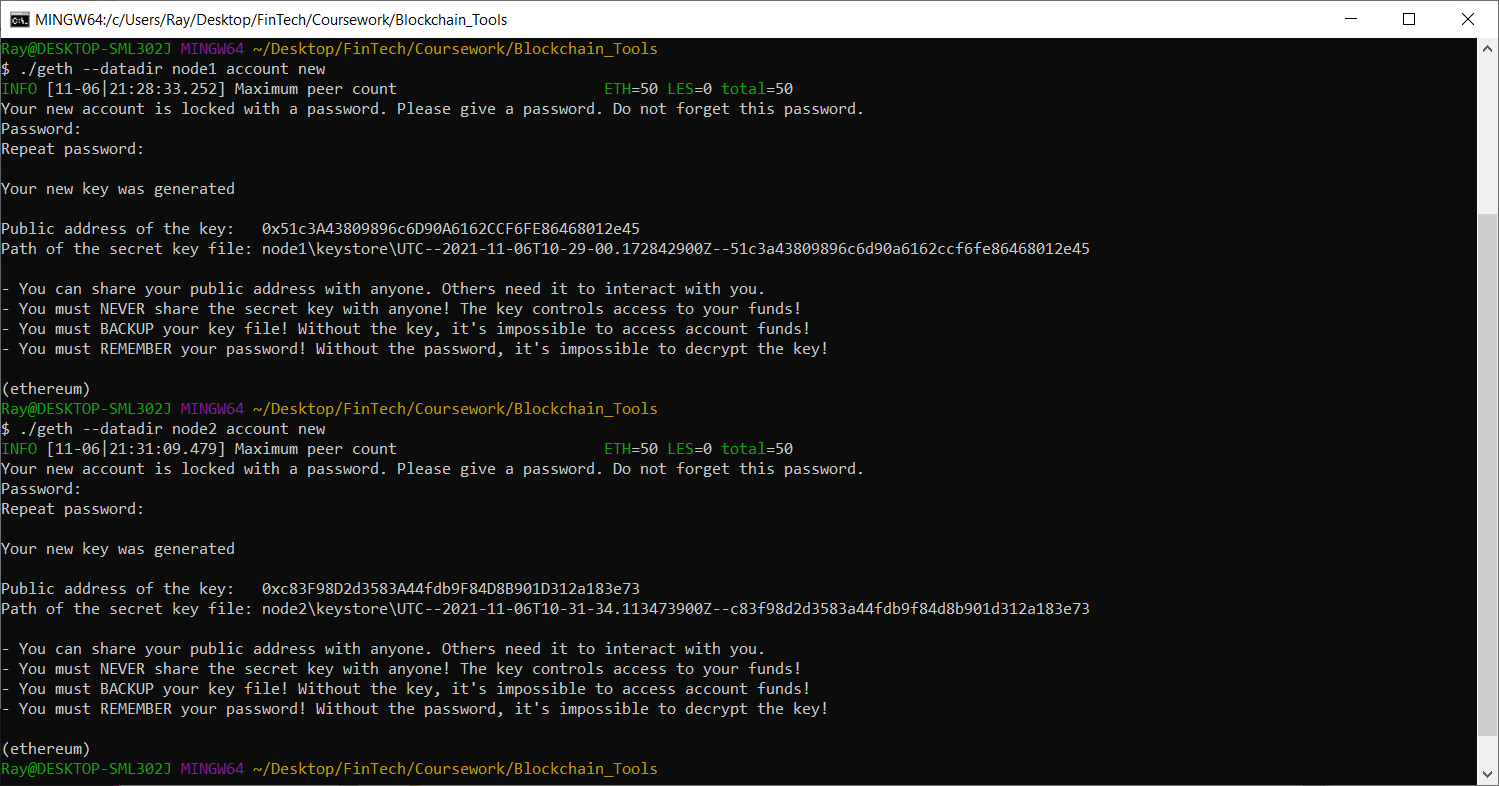 MINGW64:/c/Users/Ray/Desktop/FinTech/Coursework/Blockchain_Tools
Ray@DESKTOP-SML302J MINGW64 ~/Desktop/FinTech/Coursework/Blockchain_Tools
$ ./geth --datadir node1 account new
INFO [11-06|21:28:33.252] Maximum peer count                       ETH=50 LES=0 total=50
Your new account is locked with a password. Please give a password. Do not forget this password.
Password:
Repeat password:
Your new key was generated
Public address of the key:   0x51c3A43809896c6D90A6162CCF6FE86468012e45
Path of the secret key file: node1\keystore\UTC--2021-11-06T10-29-00.172842900Z--51c3a43809896c6d90a6162ccf6fe86468012e45
- You can share your public address with anyone. Others need it to interact with you.
- You must NEVER share the secret key with anyone! The key controls access to your funds!
- You must BACKUP your key file! Without the key, it's impossible to access account funds!
- You must REMEMBER your password! Without the password, it's impossible to decrypt the key!
(ethereum)
Ray@DESKTOP-SML302J MINGW64 ~/Desktop/FinTech/Coursework/Blockchain_Tools
$ ./geth --datadir node2 account new
INFO [11-06|21:31:09.479] Maximum peer count                       ETH=50 LES=0 total=50
Your new account is locked with a password. Please give a password. Do not forget this password.
Password:
Repeat password:
Your new key was generated
Public address of the key:   0xc83F98D2d3583A44fdb9F84D8B901D312a183e73
Path of the secret key file: node2\keystore\UTC--2021-11-06T10-31-34.113473900Z--c83f98d2d3583a44fdb9f84d8b901d312a183e73
- You can share your public address with anyone. Others need it to interact with you.
- You must NEVER share the secret key with anyone! The key controls access to your funds!
- You must BACKUP your key file! Without the key, it's impossible to access account funds!
- You must REMEMBER your password! Without the password, it's impossible to decrypt the key!
(ethereum)
Ray@DESKTOP-SML302J MINGW64 ~/Desktop/FinTech/Coursework/Blockchain_Tools